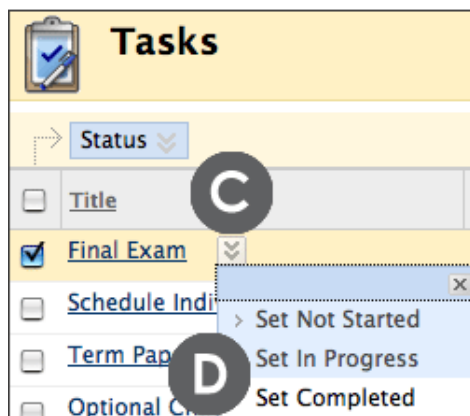 Tasks
Status
Title
C
Final Exam
Schedule Indi
Set Not Started
Term Pap
D
Set In Progress
Optional C
Set Completed